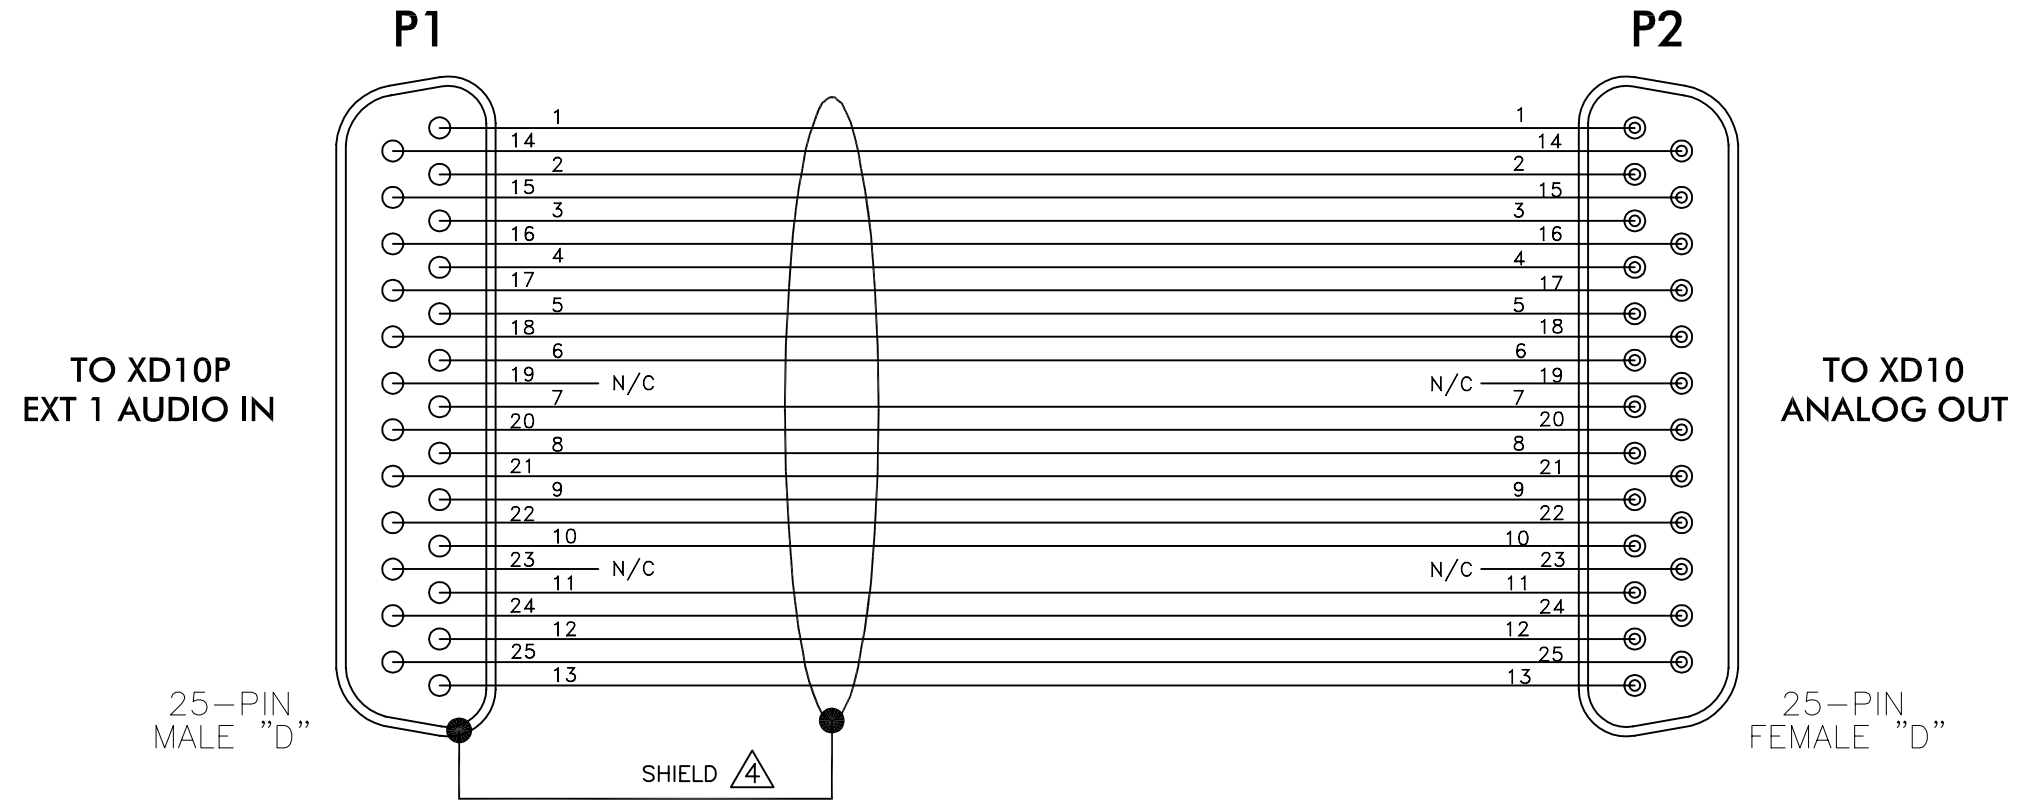 P1 P2
1 1
14 14
2 2
15 15
3 3
16 16
4 4
17 17
5 5
18 18
6 6
19 N/C N/C 19
7 7
20 20
8 8
21 21
9 9
22 22
10 10
23 N/C N/C 23
11 11
24 24
12 12
25 25
13 13
TO XD10P
EXT 1 AUDIO IN
TO XD10
ANALOG OUT
25-PIN
MALE "D"
25-PIN
FEMALE "D"
SHIELD 4